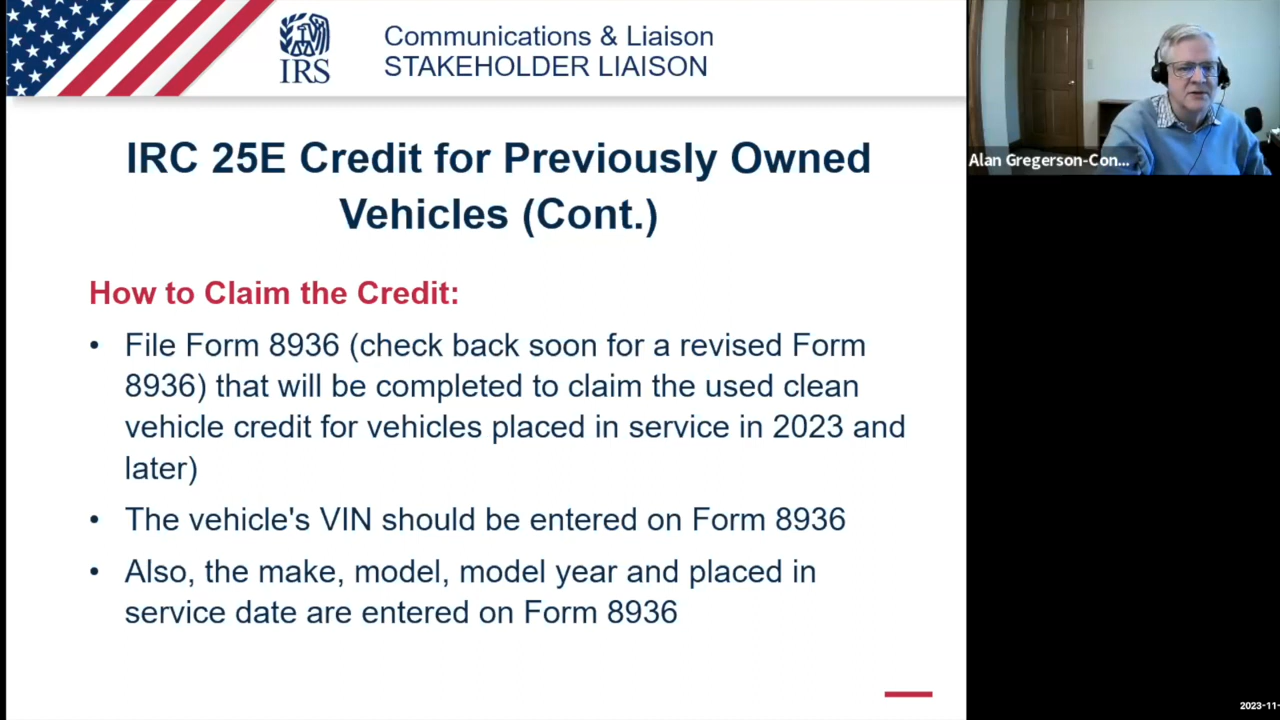 IRS
Communications & Liaison
STAKEHOLDER LIAISON
IRC 25E Credit for Previously Owned
Vehicles (Cont.)
How to Claim the Credit:
• File Form 8936 (check back soon for a revised Form
8936) that will be completed to claim the used clean
vehicle credit for vehicles placed in service in 2023 and
later)
• The vehicle's VIN should be entered on Form 8936
• Also, the make, model, model year and placed in
service date are entered on Form 8936
Alan Gregerson-Con...
2023-11-